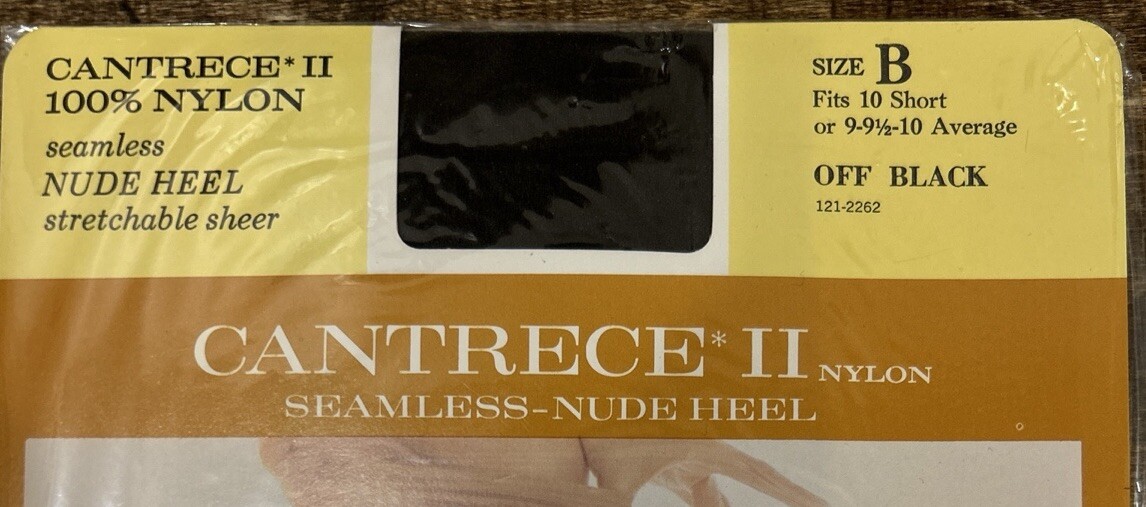 CANTRECE* II
100% NYLON
seamless
NUDE HEEL
stretchable sheer
SIZE B
Fits 10 Short
or 9-9½-10 Average
OFF BLACK
121-2262
CANTRECE* II NYLON
SEAMLESS-NUDE HEEL